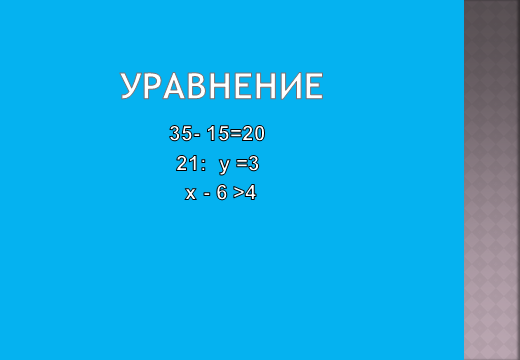 УРАВНЕНИЕ
35- 15=20
21:  у =3
х - 6 >4